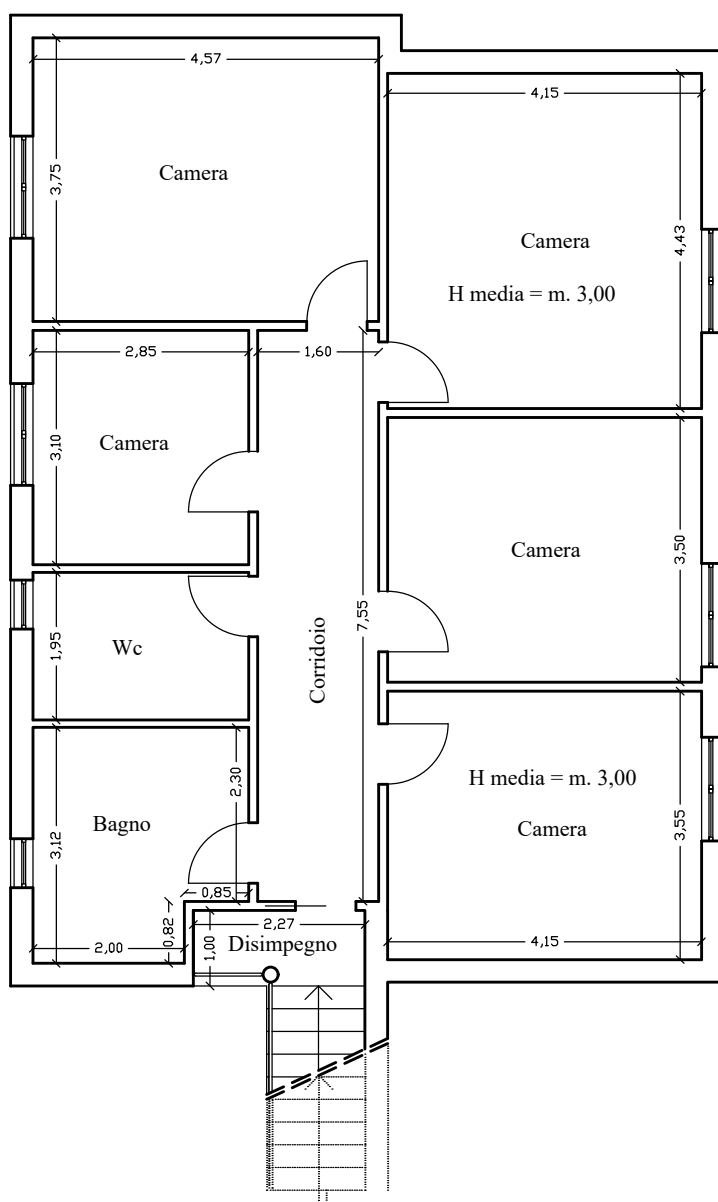 4,57
4,15
3,75
Camera
4,43
Camera
H media = m. 3,00
2,85
1,60
3,10
Camera
7,55
Camera
3,50
1,95
Wc
Corridoio
2,30
3,12
Bagno
H media = m. 3,00
Camera
3,55
0,85
0,82
2,00
1,00
2,27
Disimpegno
4,15